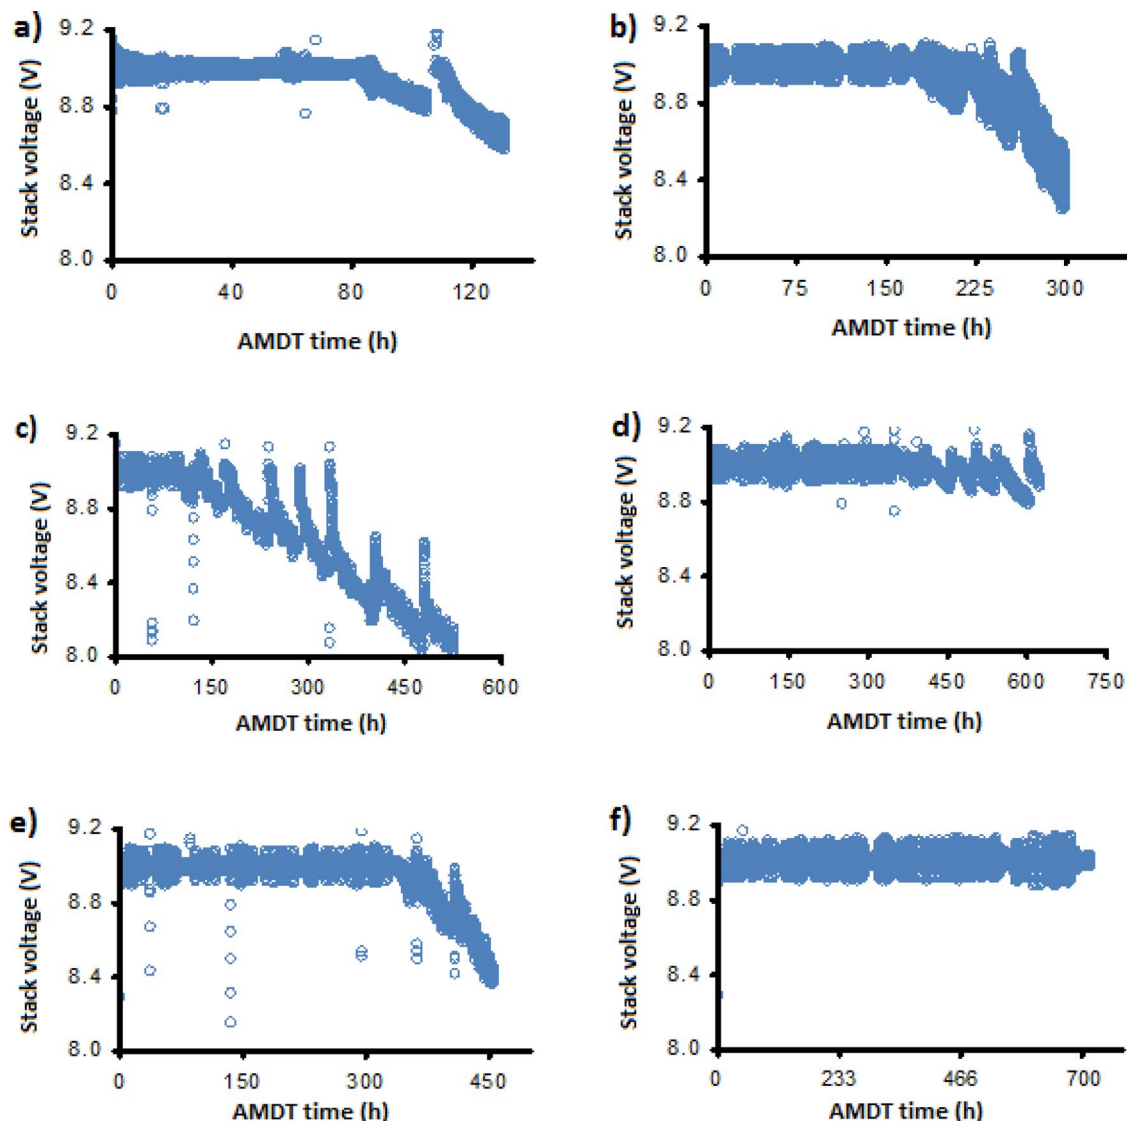 a)
9.2
8.8
8.4
8.0
Stack voltage (V)
0 40 80 120
AMDT time (h)
b)
9.2
8.8
8.4
8.0
Stack voltage (V)
0 75 150 225 300
AMDT time (h)
c)
9.2
8.8
8.4
8.0
Stack voltage (V)
0 150 300 450 600
AMDT time (h)
d)
9.2
8.8
8.4
8.0
Stack voltage (V)
0 150 300 450 600 750
AMDT time (h)
e)
9.2
8.8
8.4
8.0
Stack voltage (V)
0 150 300 450
AMDT time (h)
f)
9.2
8.8
8.4
8.0
Stack voltage (V)
0 233 466 700
AMDT time (h)